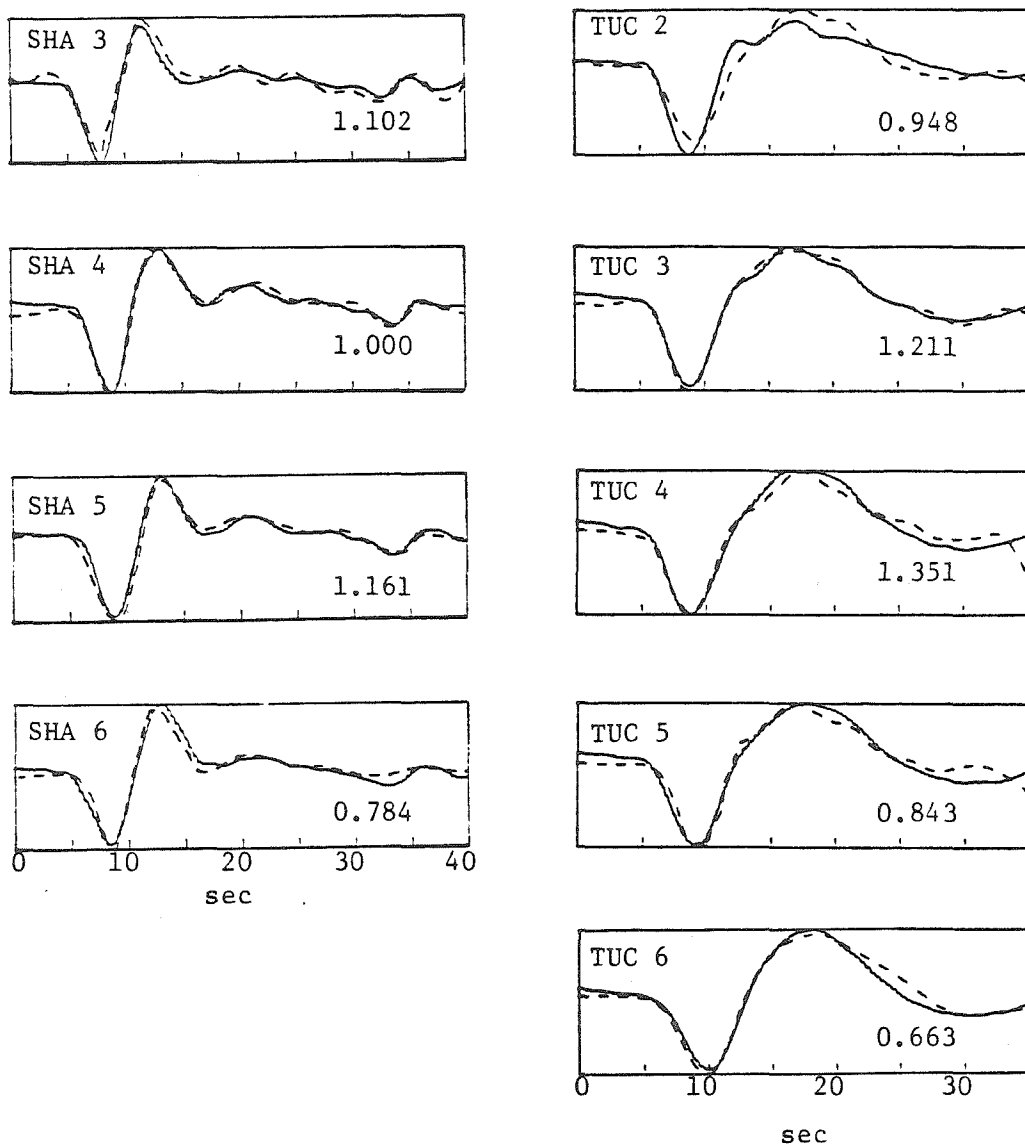 SHA 3
1.102
SHA 4
1.000
SHA 5
1.161
SHA 6
0.784
0 10 20 30 40
sec
TUC 2
0.948
TUC 3
1.211
TUC 4
1.351
TUC 5
0.843
TUC 6
0.663
0 10 20 30
sec